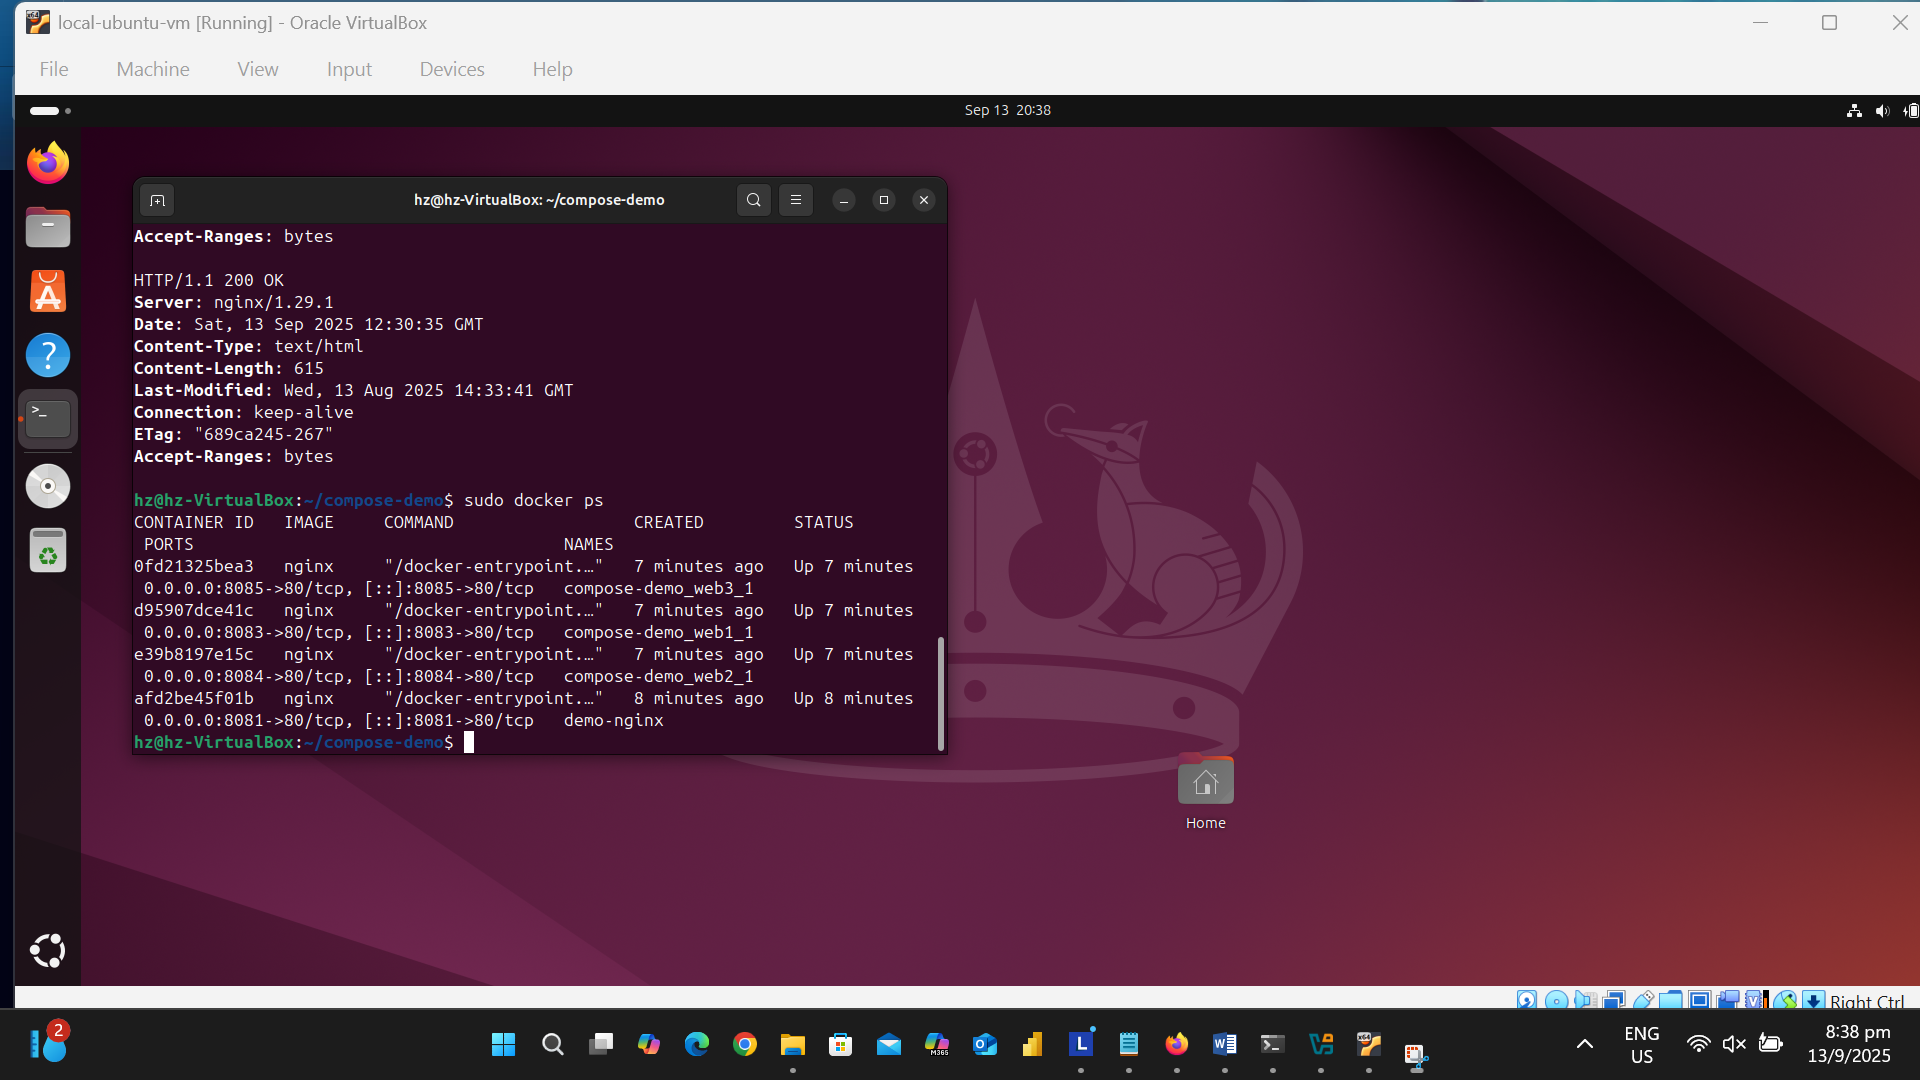 local-ubuntu-vm [Running] - Oracle VirtualBox
File Machine View Input Devices Help
Sep 13 20:38
hz@hz-VirtualBox: ~/compose-demo
Accept-Ranges: bytes
HTTP/1.1 200 OK
Server: nginx/1.29.1
Date: Sat, 13 Sep 2025 12:30:35 GMT
Content-Type: text/html
Content-Length: 615
Last-Modified: Wed, 13 Aug 2025 14:33:41 GMT
Connection: keep-alive
ETag: "689ca245-267"
Accept-Ranges: bytes
hz@hz-VirtualBox:~/compose-demo$ sudo docker ps
CONTAINER ID IMAGE COMMAND CREATED STATUS
PORTS NAMES
0fd21325bea3 nginx "/docker-entrypoint.…" 7 minutes ago Up 7 minutes
0.0.0.0:8085->80/tcp, [::]:8085->80/tcp compose-demo_web3_1
d95907dce41c nginx "/docker-entrypoint.…" 7 minutes ago Up 7 minutes
0.0.0.0:8083->80/tcp, [::]:8083->80/tcp compose-demo_web1_1
e39b8197e15c nginx "/docker-entrypoint.…" 7 minutes ago Up 7 minutes
0.0.0.0:8084->80/tcp, [::]:8084->80/tcp compose-demo_web2_1
afd2be45f01b nginx "/docker-entrypoint.…" 8 minutes ago Up 8 minutes
0.0.0.0:8081->80/tcp, [::]:8081->80/tcp demo-nginx
hz@hz-VirtualBox:~/compose-demo$
Home
Right Ctrl
2
M365
ENG
US
8:38 pm
13/9/2025